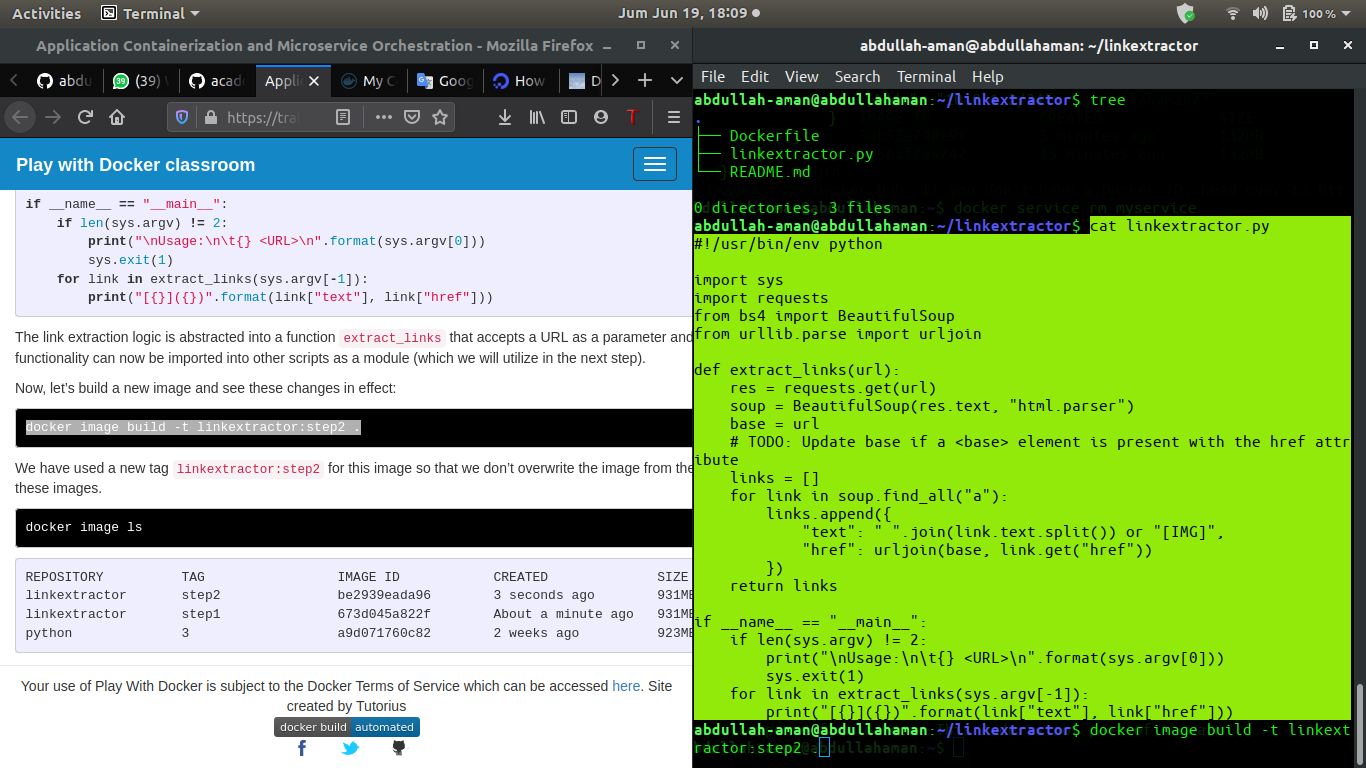 Activities Terminal Jum Jun 19, 18:09 100 %
Application Containerization and Microservice Orchestration - Mozilla Firefox
abdu (39) acad Applic My C Goog How D
https://tra
Play with Docker classroom
if __name__ == "__main__":
    if len(sys.argv) != 2:
        print("\nUsage:\n\t{} <URL>\n".format(sys.argv[0]))
        sys.exit(1)
    for link in extract_links(sys.argv[-1]):
        print("[{}]({})".format(link["text"], link["href"]))
The link extraction logic is abstracted into a function extract_links that accepts a URL as a parameter and
functionality can now be imported into other scripts as a module (which we will utilize in the next step).
Now, let's build a new image and see these changes in effect:
docker image build -t linkextractor:step2 .
We have used a new tag linkextractor:step2 for this image so that we don't overwrite the image from the
these images.
docker image ls
REPOSITORY TAG IMAGE ID CREATED SIZE
linkextractor step2 be2939eada96 3 seconds ago 931MB
linkextractor step1 673d045a822f About a minute ago 931MB
python 3 a9d071760c82 2 weeks ago 923MB
Your use of Play With Docker is subject to the Docker Terms of Service which can be accessed here. Site
created by Tutorius
docker build automated
abdullah-aman@abdullahaman: ~/linkextractor
File Edit View Search Terminal Help
abdullah-aman@abdullahaman:~/linkextractor$ tree
.
├── Dockerfile
├── linkextractor.py
└── README.md
0 directories, 3 files
docker service rm myservice
abdullah-aman@abdullahaman:~/linkextractor$ cat linkextractor.py
#!/usr/bin/env python
import sys
import requests
from bs4 import BeautifulSoup
from urllib.parse import urljoin
def extract_links(url):
    res = requests.get(url)
    soup = BeautifulSoup(res.text, "html.parser")
    base = url
    # TODO: Update base if a <base> element is present with the href attr
ibute
    links = []
    for link in soup.find_all("a"):
        links.append({
            "text": " ".join(link.text.split()) or "[IMG]",
            "href": urljoin(base, link.get("href"))
        })
    return links
if __name__ == "__main__":
    if len(sys.argv) != 2:
        print("\nUsage:\n\t{} <URL>\n".format(sys.argv[0]))
        sys.exit(1)
    for link in extract_links(sys.argv[-1]):
        print("[{}]({})".format(link["text"], link["href"]))
abdullah-aman@abdullahaman:~/linkextractor$ docker image build -t linkext
ractor:step2 .